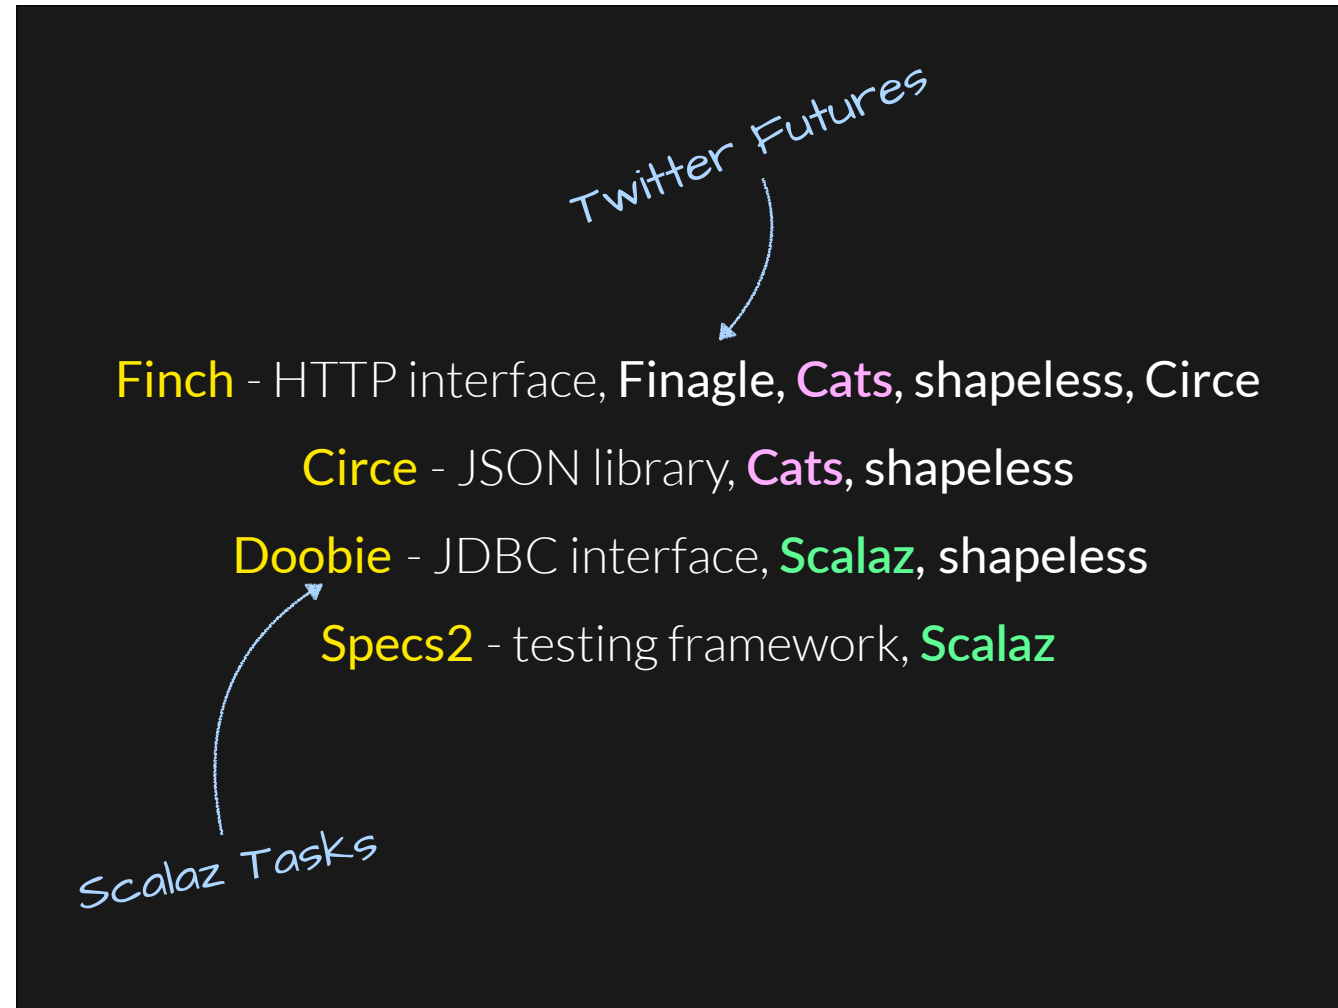 Twitter Futures
Finch - HTTP interface, Finagle, Cats, shapeless, Circe
Circe - JSON library, Cats, shapeless
Doobie - JDBC interface, Scalaz, shapeless
Specs2 - testing framework, Scalaz
Scalaz Tasks